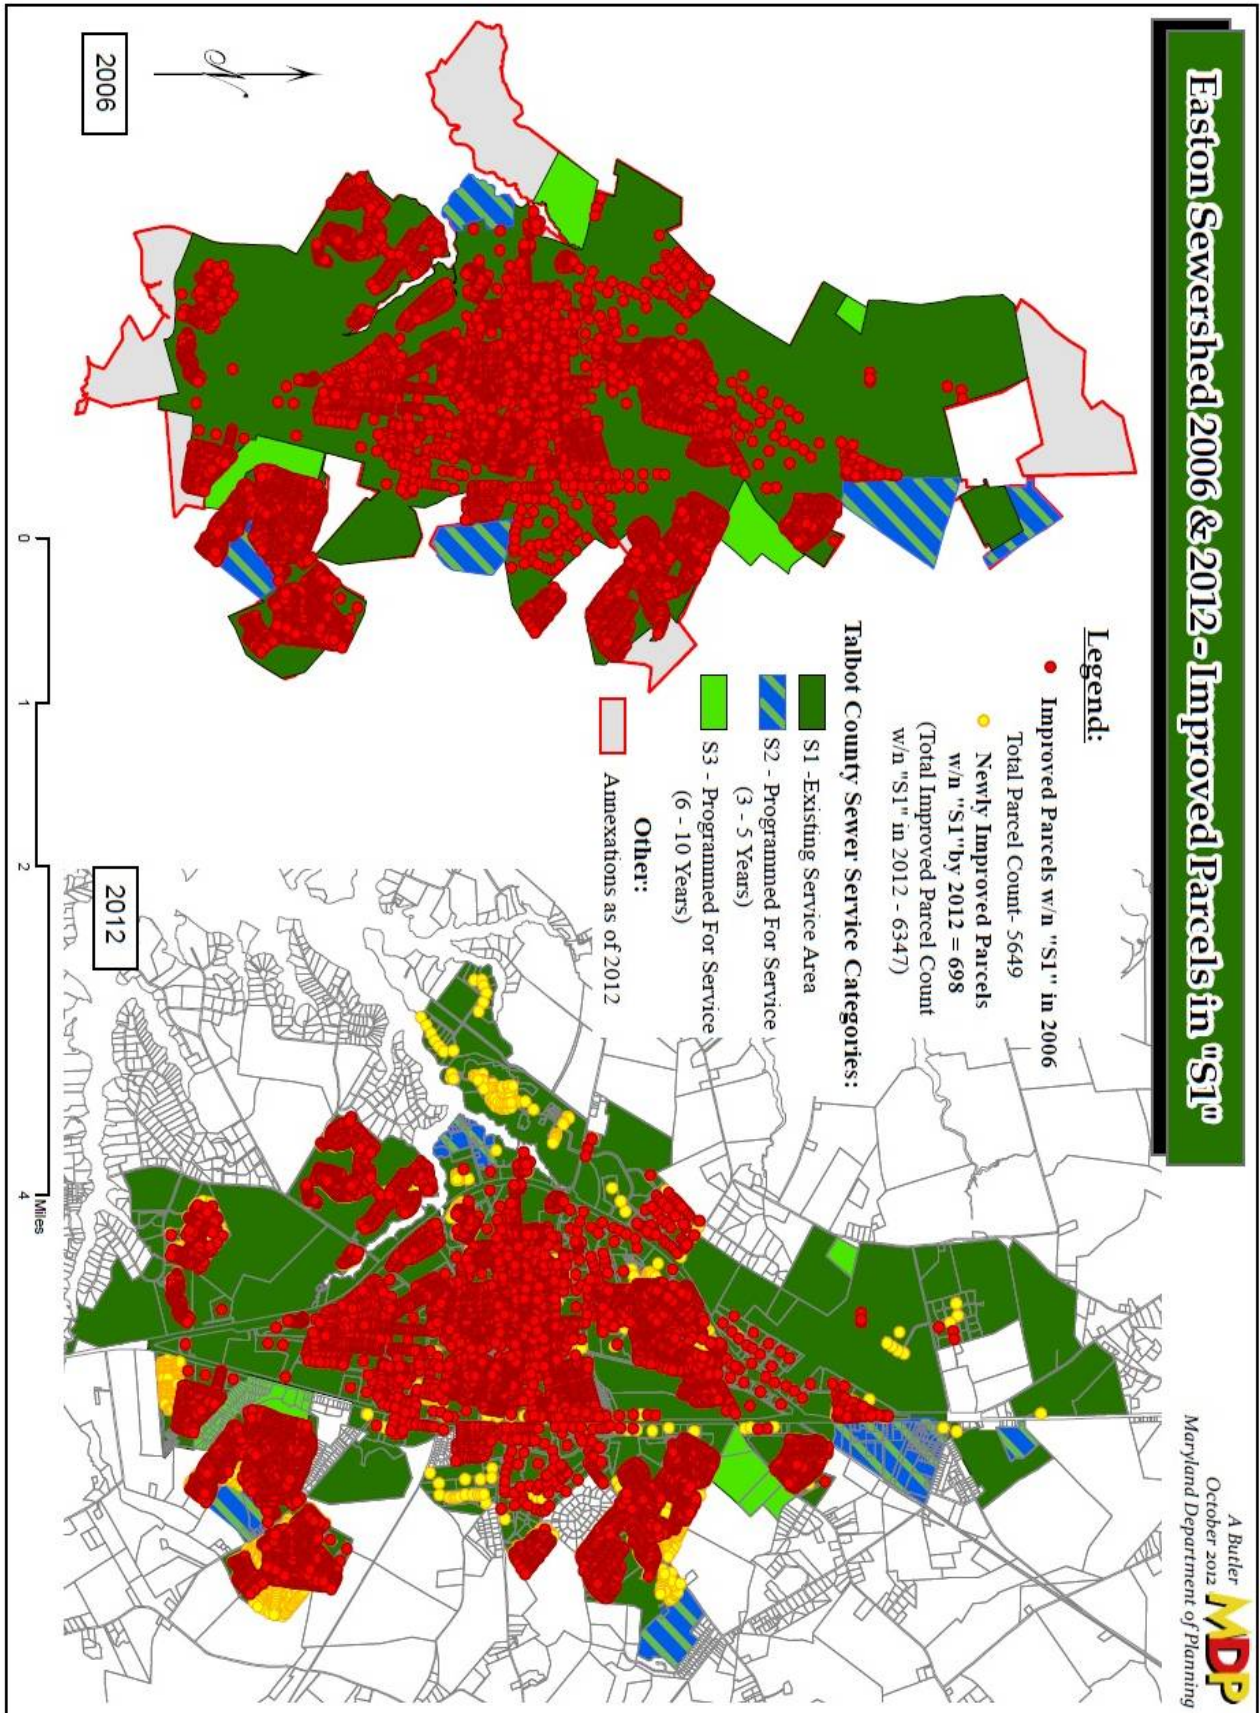 Easton Sewershed 2006 & 2012 - Improved Parcels in "S1"
A Butler
October 2012
Maryland Department of Planning
MDP
Legend:
Improved Parcels w/n "S1" in 2006
Total Parcel Count- 5649
Newly Improved Parcels
w/n "S1"by 2012 = 698
(Total Improved Parcel Count
w/n "S1" in 2012 - 6347)
Talbot County Sewer Service Categories:
S1 -Existing Service Area
S2 - Programmed For Service
(3 - 5 Years)
S3 - Programmed For Service
(6 - 10 Years)
Other:
Annexations as of 2012
N
2006
2012
0
1
2
4
Miles